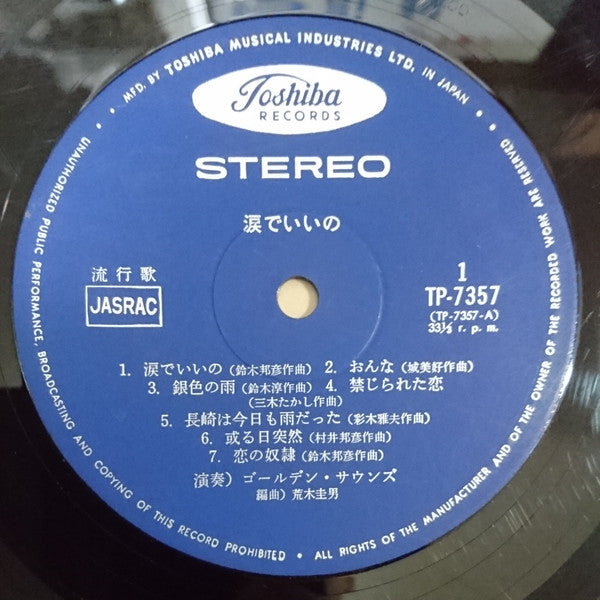 MFD. BY TOSHIBA MUSICAL INDUSTRIES LTD. IN JAPAN
Toshiba
RECORDS
STEREO
涙でいいの
流行歌
JASRAC
1
TP-7357
(TP-7357-A)
33⅓ r. p. m.
1. 涙でいいの (鈴木邦彦作曲) 2. おんな (城美好作曲)
3. 銀色の雨 (鈴木淳作曲) 4. 禁じられた恋
(三木たかし作曲)
5. 長崎は今日も雨だった (彩木雅夫作曲)
6. 或る日突然 (村井邦彦作曲)
7. 恋の奴隷 (鈴木邦彦作曲)
演奏) ゴールデン・サウンズ
編曲) 荒木圭男
• ALL RIGHTS OF THE MANUFACTURER AND OF THE OWNER OF THE RECORDED WORK ARE RESERVED •
UNAUTHORIZED PUBLIC PERFORMANCE, BROADCASTING AND COPYING OF THIS RECORD PROHIBITED